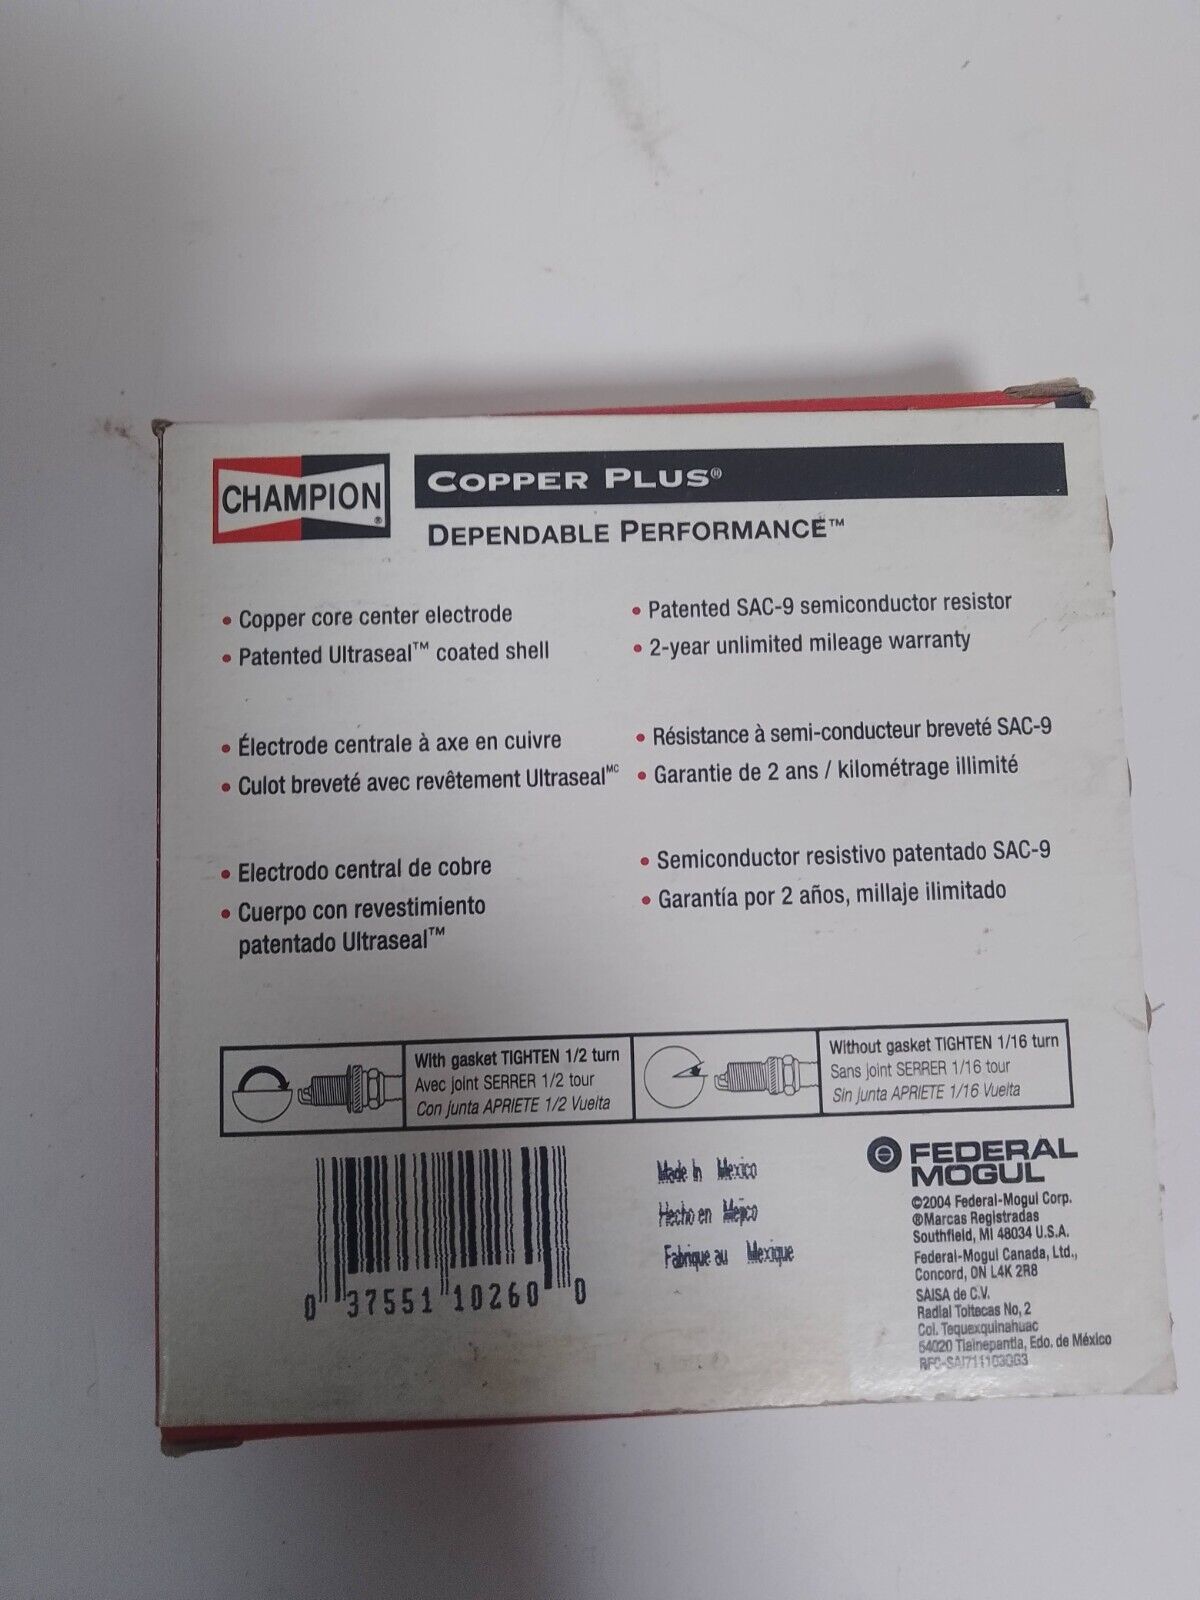 CHAMPION®
COPPER PLUS®
DEPENDABLE PERFORMANCE™
• Copper core center electrode
• Patented Ultraseal™ coated shell
• Patented SAC-9 semiconductor resistor
• 2-year unlimited mileage warranty
• Électrode centrale à axe en cuivre
• Culot breveté avec revêtement Ultraseal MC
• Résistance à semi-conducteur breveté SAC-9
• Garantie de 2 ans / kilométrage illimité
• Electrodo central de cobre
• Cuerpo con revestimiento
patentado Ultraseal™
• Semiconductor resistivo patentado SAC-9
• Garantía por 2 años, millaje ilimitado
With gasket TIGHTEN 1/2 turn
Avec joint SERRER 1/2 tour
Con junta APRIETE 1/2 Vuelta
Without gasket TIGHTEN 1/16 turn
Sans joint SERRER 1/16 tour
Sin junta APRIETE 1/16 Vuelta
0 37551 10260 0
Made In Mexico
Hecho en Mejico
Fabrique au Mexique
FEDERAL
MOGUL
©2004 Federal-Mogul Corp.
®Marcas Registradas
Southfield, MI 48034 U.S.A.
Federal-Mogul Canada, Ltd.,
Concord, ON L4K 2R8
SAISA de C.V.
Radial Toltecas No, 2
Col. Tequexquinahuac
54020 Tlalnepantla, Edo. de México
RFC-SAI711103GG3